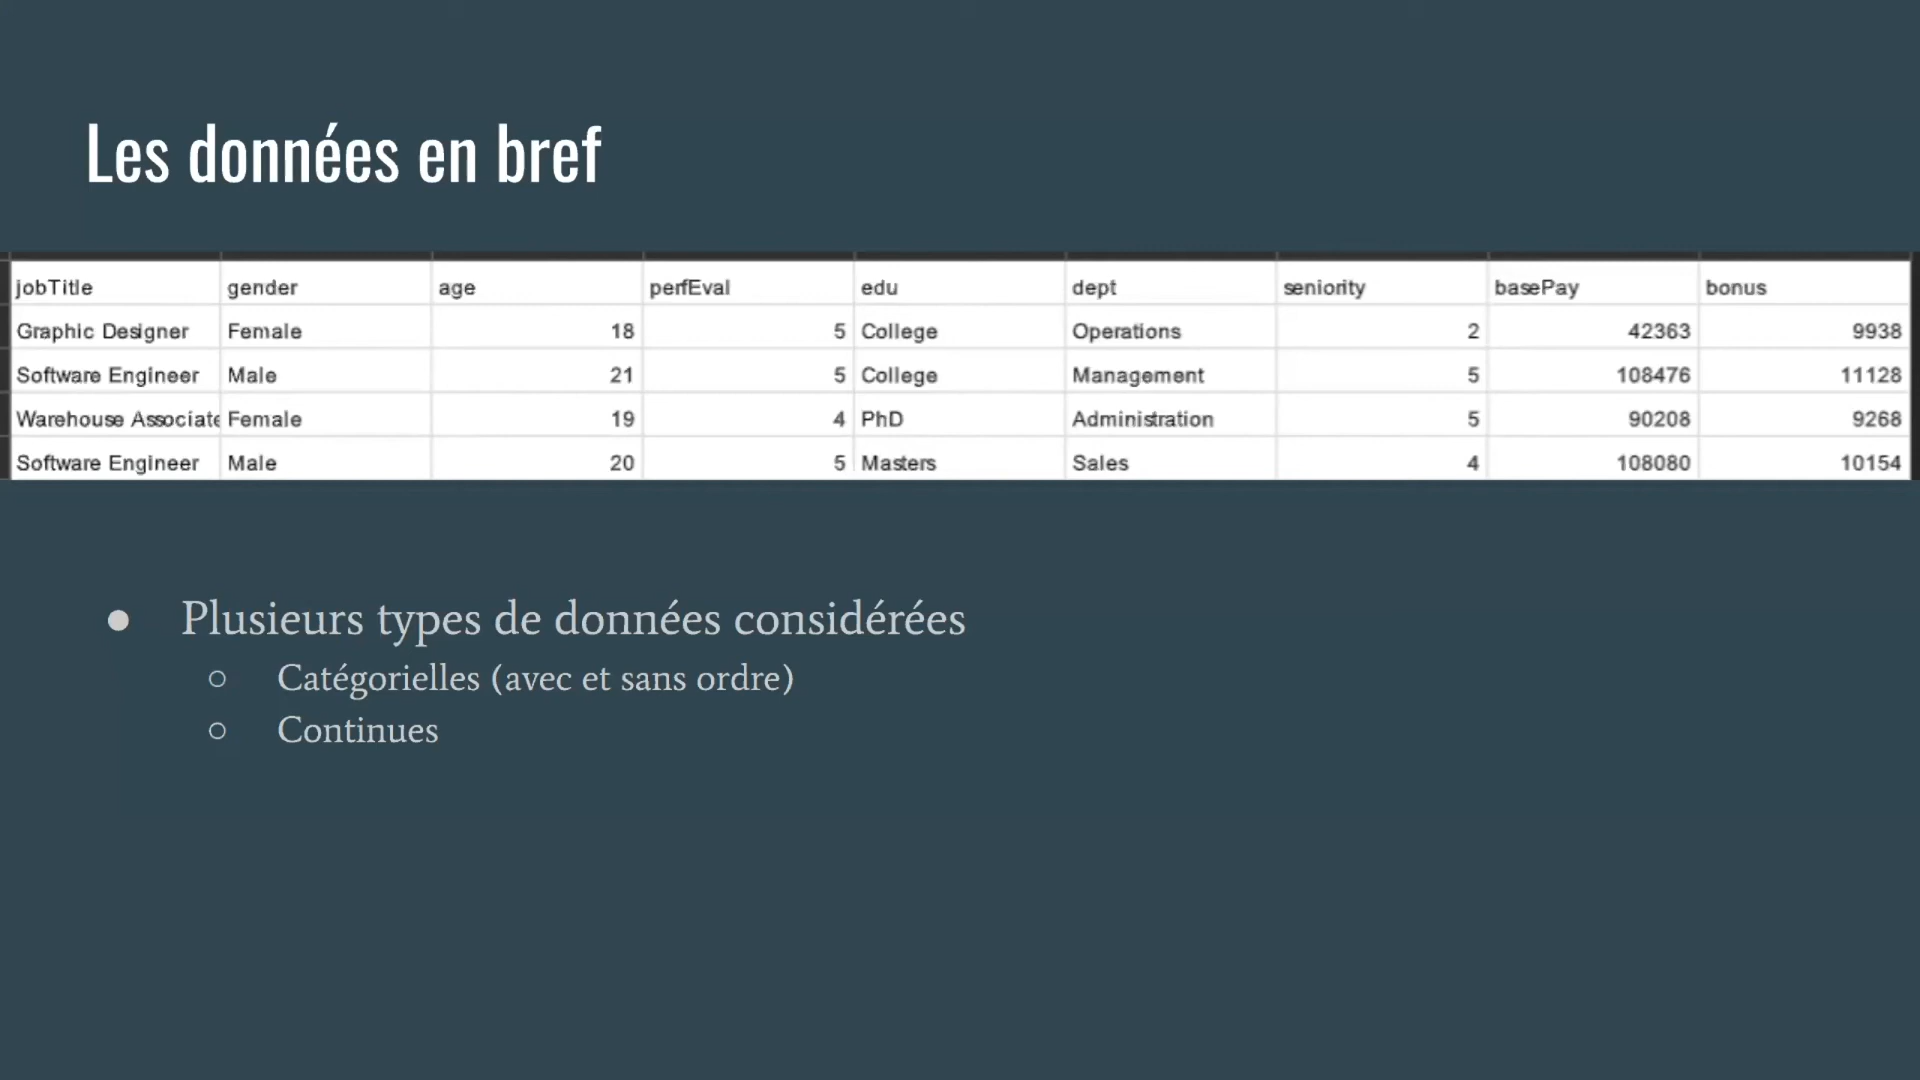 Les données en bref
jobTitle gender age perfEval edu dept seniority basePay bonus
Graphic Designer Female 18 5 College Operations 2 42363 9938
Software Engineer Male 21 5 College Management 5 108476 11128
Warehouse Associate Female 19 4 PhD Administration 5 90208 9268
Software Engineer Male 20 5 Masters Sales 4 108080 10154
● Plusieurs types de données considérées
○ Catégorielles (avec et sans ordre)
○ Continues